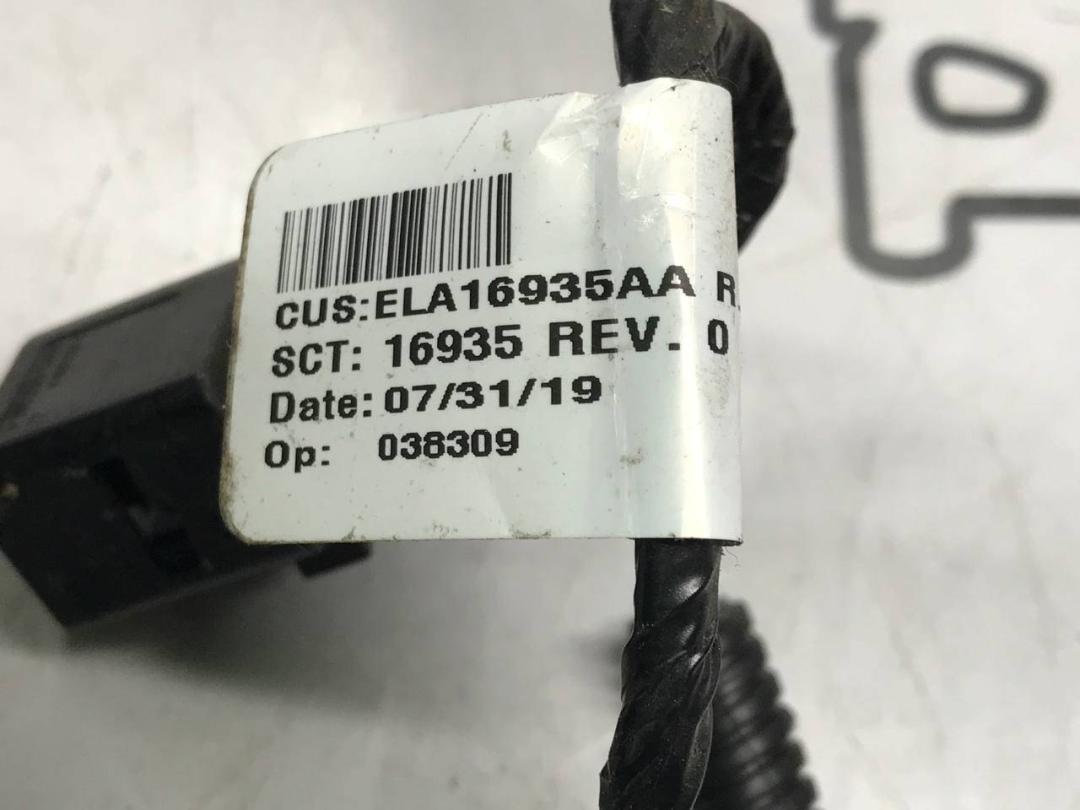 CUS:ELA16935AA R
SCT: 16935 REV. 0
Date: 07/31/19
Op: 038309